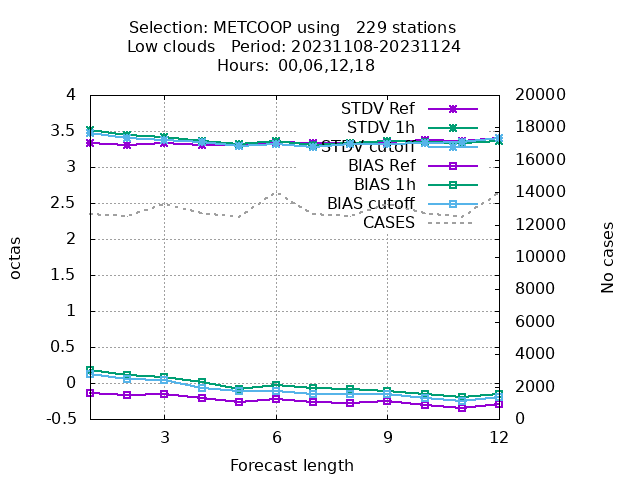 Selection: METCOOP using   229 stations
Low clouds   Period: 20231108-20231124
Hours:  00,06,12,18
4
3.5
3
2.5
2
1.5
1
0.5
0
-0.5
octas
20000
18000
16000
14000
12000
10000
8000
6000
4000
2000
0
No cases
STDV Ref
STDV 1h
STDV cutoff
BIAS Ref
BIAS 1h
BIAS cutoff
CASES
3
6
9
12
Forecast length